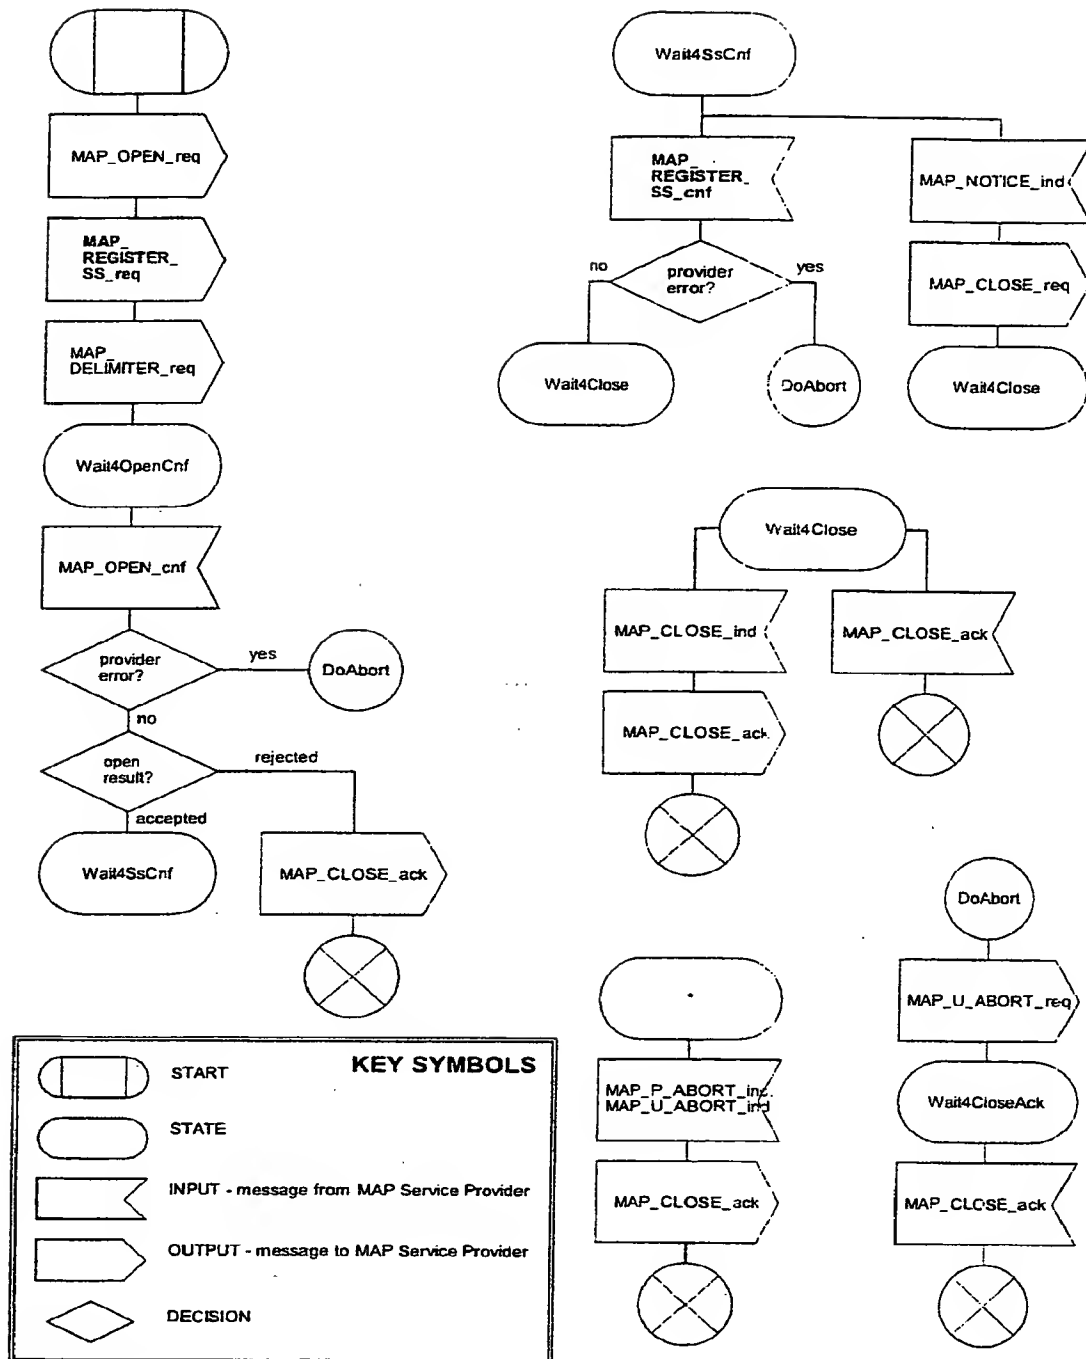 MAP_OPEN_req
MAP_
REGISTER_
SS_req
MAP_
DELIMITER_req
Wait4OpenCnf
MAP_OPEN_cnf
provider
error?
yes
DoAbort
no
open
result?
rejected
accepted
Wait4SsCnf
MAP_CLOSE_ack
Wait4SsCnf
MAP_
REGISTER_
SS_cnf
MAP_NOTICE_ind
no
provider
error?
yes
MAP_CLOSE_req
Wait4Close
DoAbort
Wait4Close
Wait4Close
MAP_CLOSE_ind
MAP_CLOSE_ack
MAP_CLOSE_ack
*
MAP_P_ABORT_ind,
MAP_U_ABORT_ind
MAP_CLOSE_ack
DoAbort
MAP_U_ABORT_req
Wait4CloseAck
MAP_CLOSE_ack
KEY SYMBOLS
START
STATE
INPUT - message from MAP Service Provider
OUTPUT - message to MAP Service Provider
DECISION